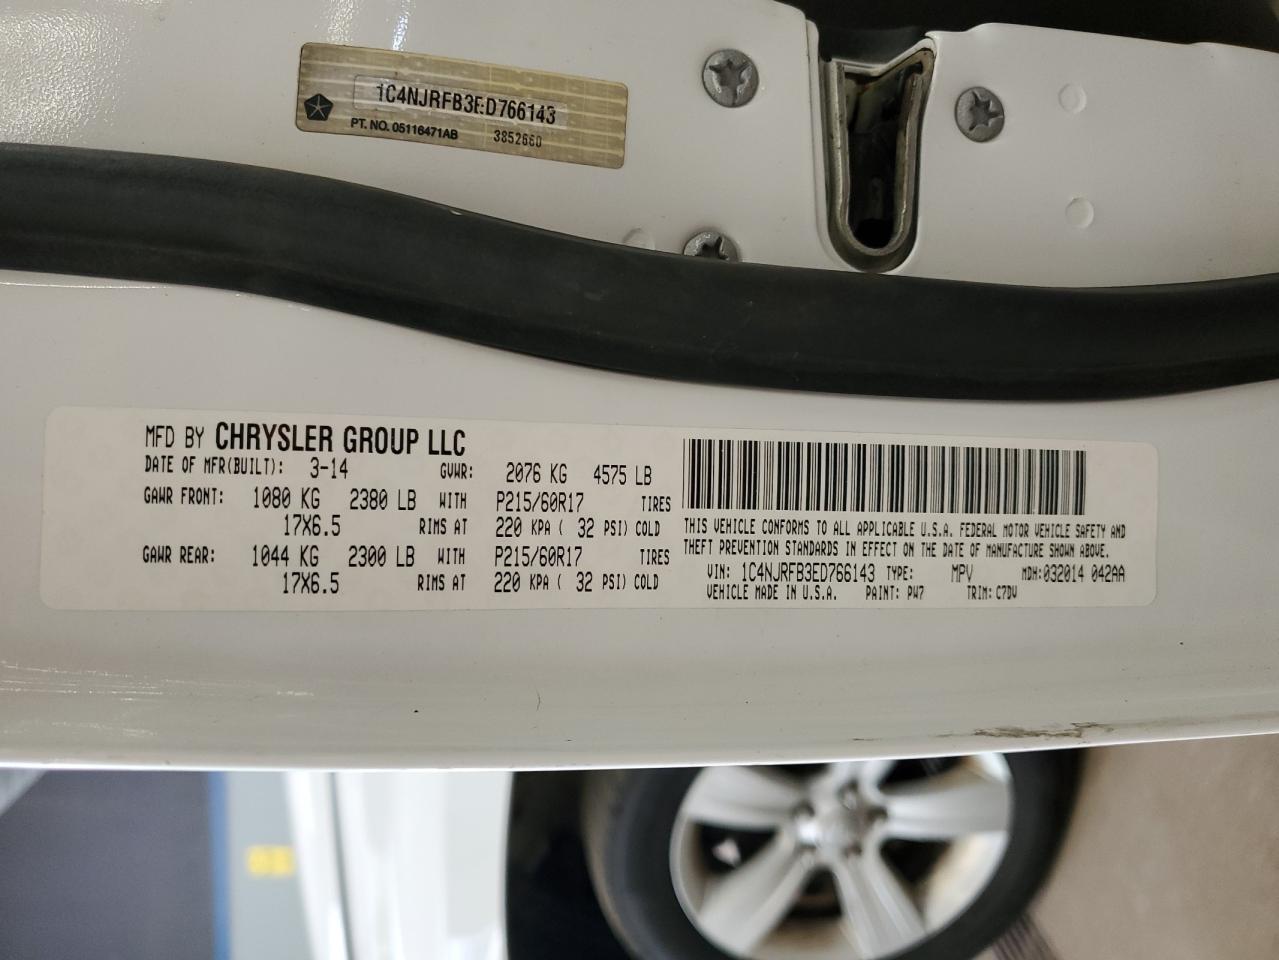 1C4NJRFB3ED766143
PT. NO. 05116471AB 3852660
MFD BY CHRYSLER GROUP LLC
DATE OF MFR(BUILT): 3-14 GVWR: 2076 KG 4575 LB
GAWR FRONT: 1080 KG 2380 LB WITH P215/60R17 TIRES
17X6.5 RIMS AT 220 KPA ( 32 PSI) COLD
GAWR REAR: 1044 KG 2300 LB WITH P215/60R17 TIRES
17X6.5 RIMS AT 220 KPA ( 32 PSI) COLD
THIS VEHICLE CONFORMS TO ALL APPLICABLE U.S.A. FEDERAL MOTOR VEHICLE SAFETY AND
THEFT PREVENTION STANDARDS IN EFFECT ON THE DATE OF MANUFACTURE SHOWN ABOVE.
VIN: 1C4NJRFB3ED766143 TYPE: MPV MDH:032014 042AA
VEHICLE MADE IN U.S.A. PAINT: PW7 TRIM: C7DV